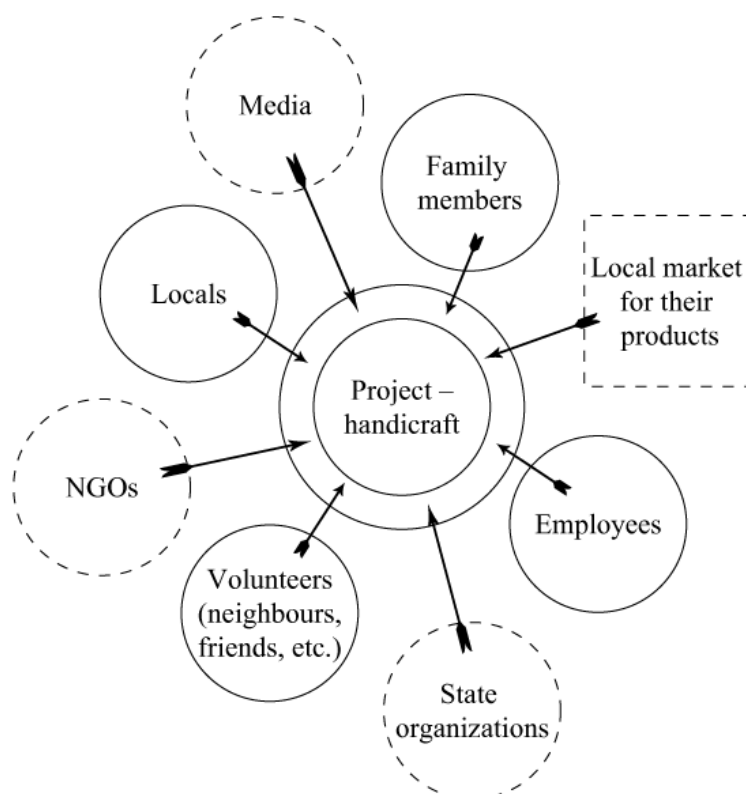 Media
Family
members
Local market
for their
products
Locals
Project –
handicraft
NGOs
Employees
Volunteers
(neighbours,
friends, etc.)
State
organizations